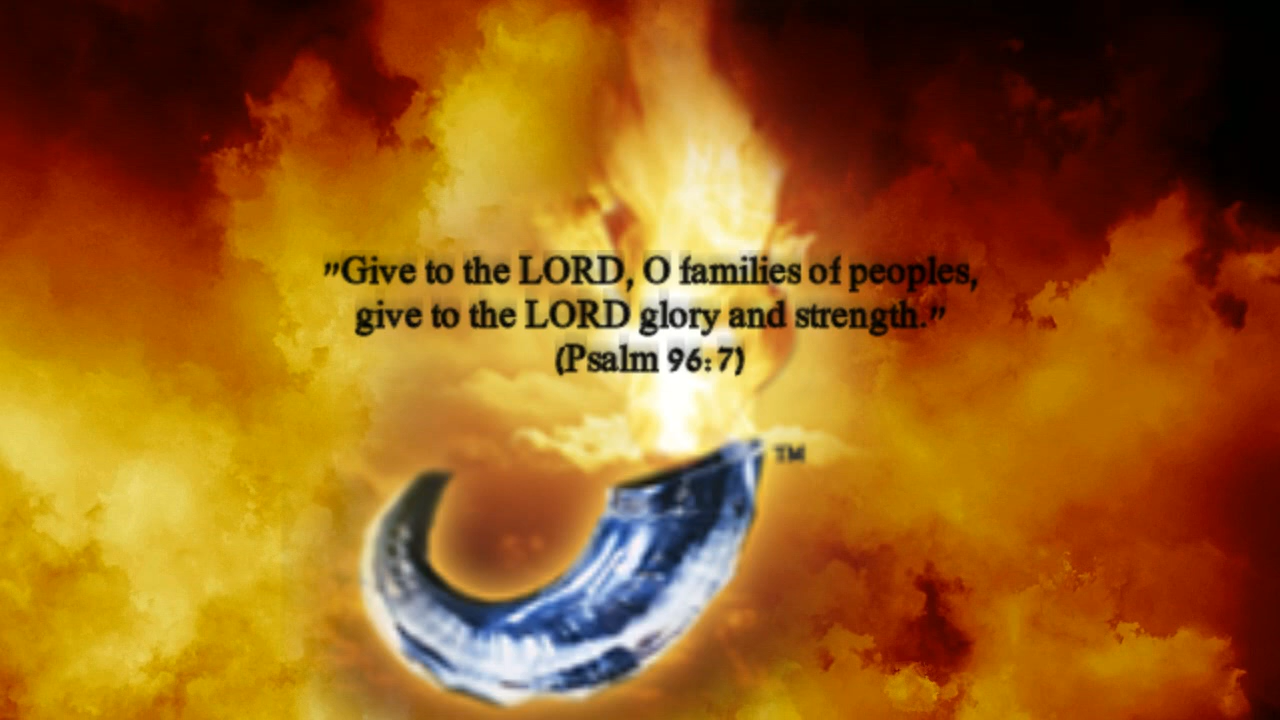 "Give to the LORD, O families of peoples,
give to the LORD glory and strength."
(Psalm 96:7)
TM